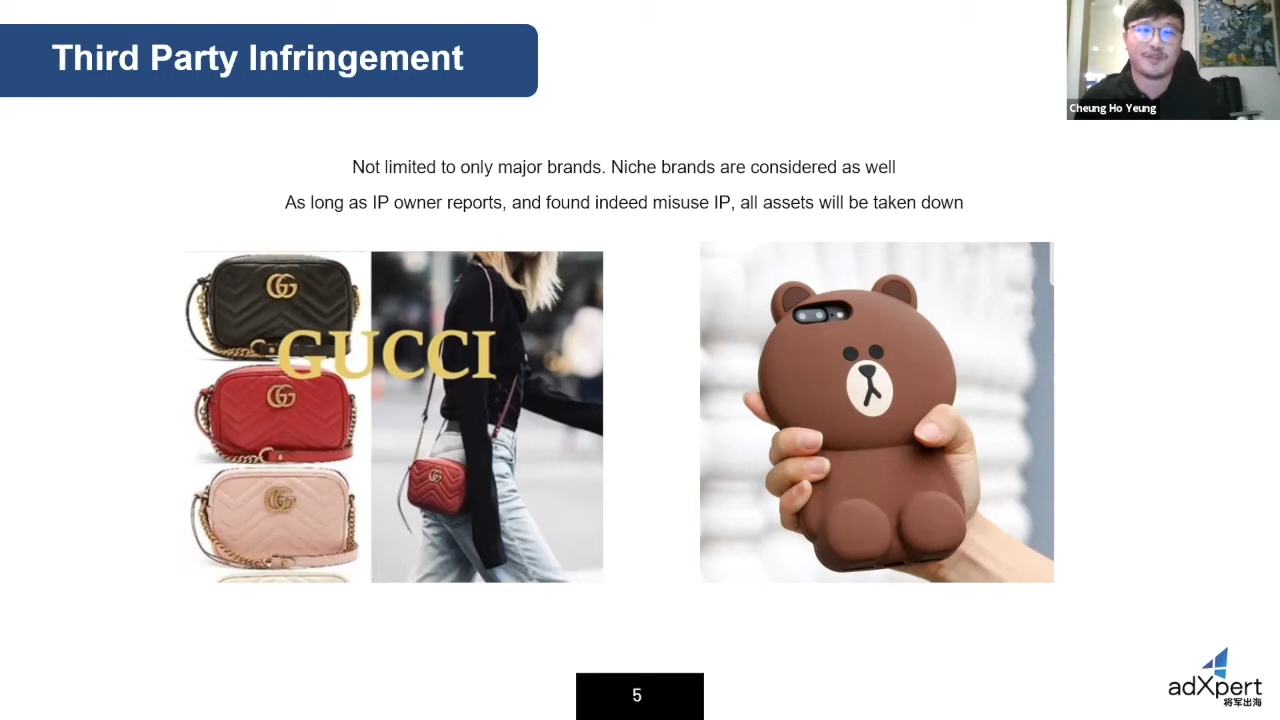 Third Party Infringement
Cheung Ho Yeung
Not limited to only major brands. Niche brands are considered as well
As long as IP owner reports, and found indeed misuse IP, all assets will be taken down
GUCCI
5
adXpert
将军出海